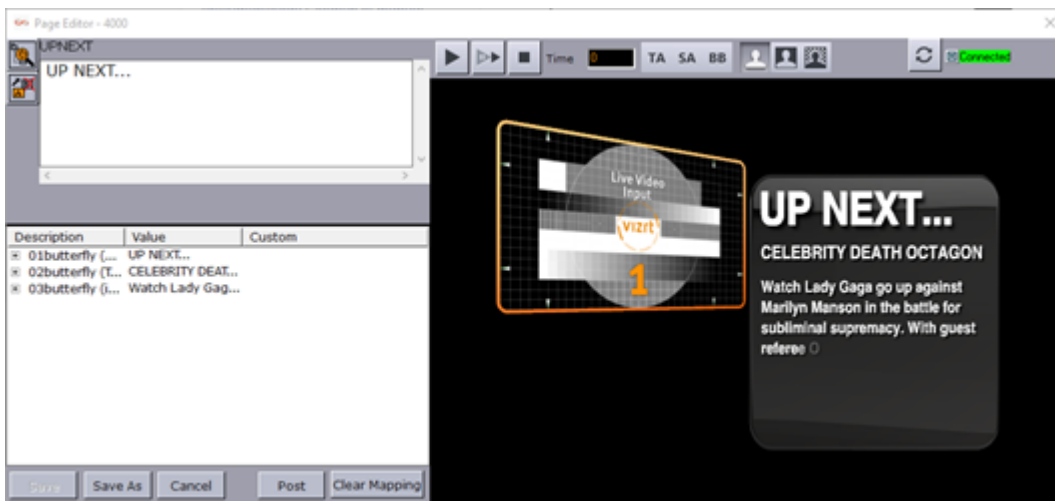 Page Editor - 4000
UPNEXT
UP NEXT...
Time 0 TA SA BB
Connected
Description Value Custom
01butterfly (... UP NEXT...
02butterfly (T... CELEBRITY DEAT...
03butterfly (i... Watch Lady Gag...
Save Save As Cancel Post Clear Mapping
Live Video
Input
vizrt
1
UP NEXT...
CELEBRITY DEATH OCTAGON
Watch Lady Gaga go up against
Marilyn Manson in the battle for
subliminal supremacy. With guest
referee O